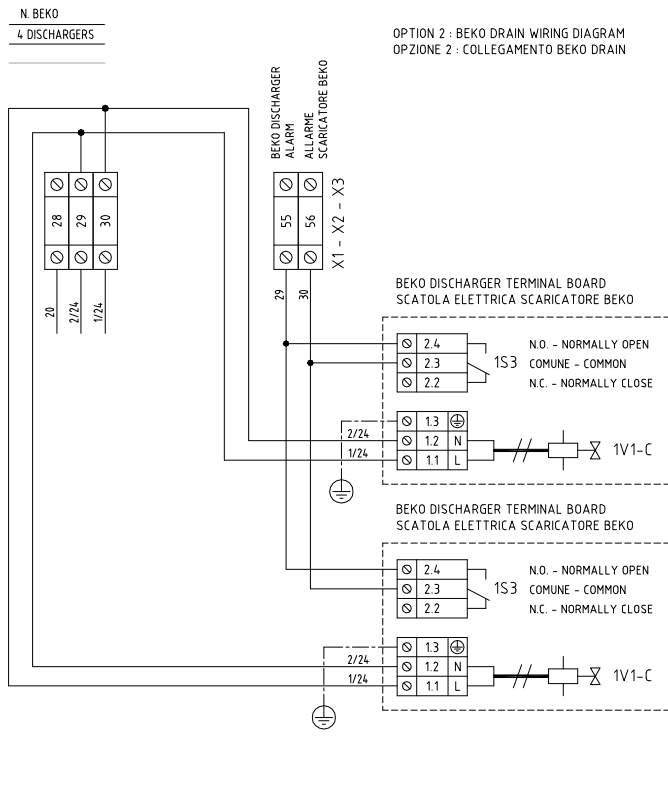 N. BEKO
4 DISCHARGERS
OPTION 2 : BEKO DRAIN WIRING DIAGRAM
OPZIONE 2 : COLLEGAMENTO BEKO DRAIN
BEKO DISCHARGER
ALARM
ALLARME
SCARICATORE BEKO
28
29
30
55
56
X1 - X2 - X3
20
2/24
1/24
29
30
BEKO DISCHARGER TERMINAL BOARD
SCATOLA ELETTRICA SCARICATORE BEKO
2.4
N.O. - NORMALLY OPEN
2.3
1S3
COMUNE - COMMON
2.2
N.C. - NORMALLY CLOSE
1.3
2/24
1.2
N
1V1-C
1/24
1.1
L
BEKO DISCHARGER TERMINAL BOARD
SCATOLA ELETTRICA SCARICATORE BEKO
2.4
N.O. - NORMALLY OPEN
2.3
1S3
COMUNE - COMMON
2.2
N.C. - NORMALLY CLOSE
1.3
2/24
1.2
N
1V1-C
1/24
1.1
L